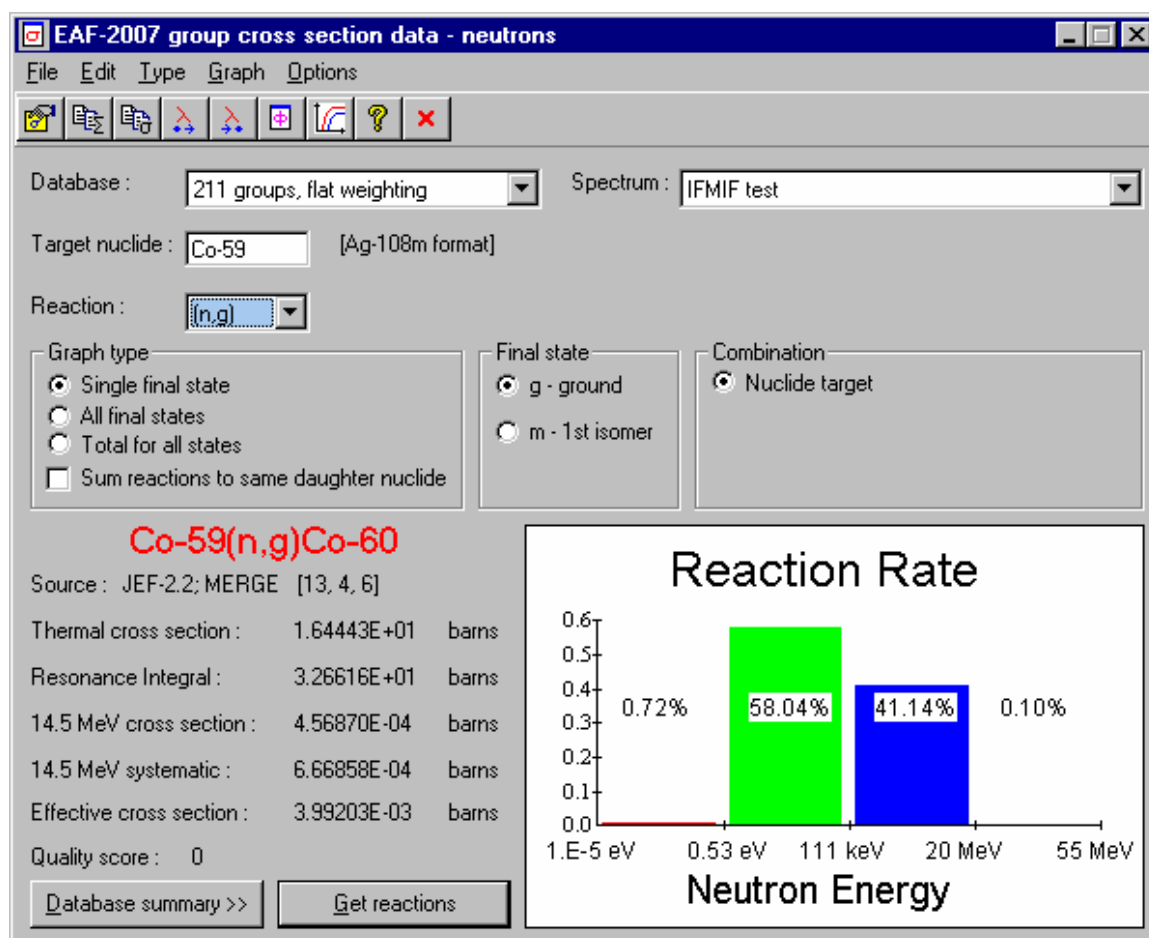 EAF-2007 group cross section data - neutrons
File Edit Type Graph Options
Database : 211 groups, flat weighting Spectrum : IFMIF test
Target nuclide : Co-59 [Ag-108m format]
Reaction : (n,g)
Graph type
Single final state
All final states
Total for all states
Sum reactions to same daughter nuclide
Final state
g - ground
m - 1st isomer
Combination
Nuclide target
Co-59(n,g)Co-60
Source : JEF-2.2; MERGE [13, 4, 6]
Thermal cross section : 1.64443E+01 barns
Resonance Integral : 3.26616E+01 barns
14.5 MeV cross section : 4.56870E-04 barns
14.5 MeV systematic : 6.66858E-04 barns
Effective cross section : 3.99203E-03 barns
Quality score : 0
Database summary >> Get reactions
Reaction Rate
0.6
0.5
0.4
0.3
0.2
0.1
0.0
0.72% 58.04% 41.14% 0.10%
1.E-5 eV 0.53 eV 111 keV 20 MeV 55 MeV
Neutron Energy